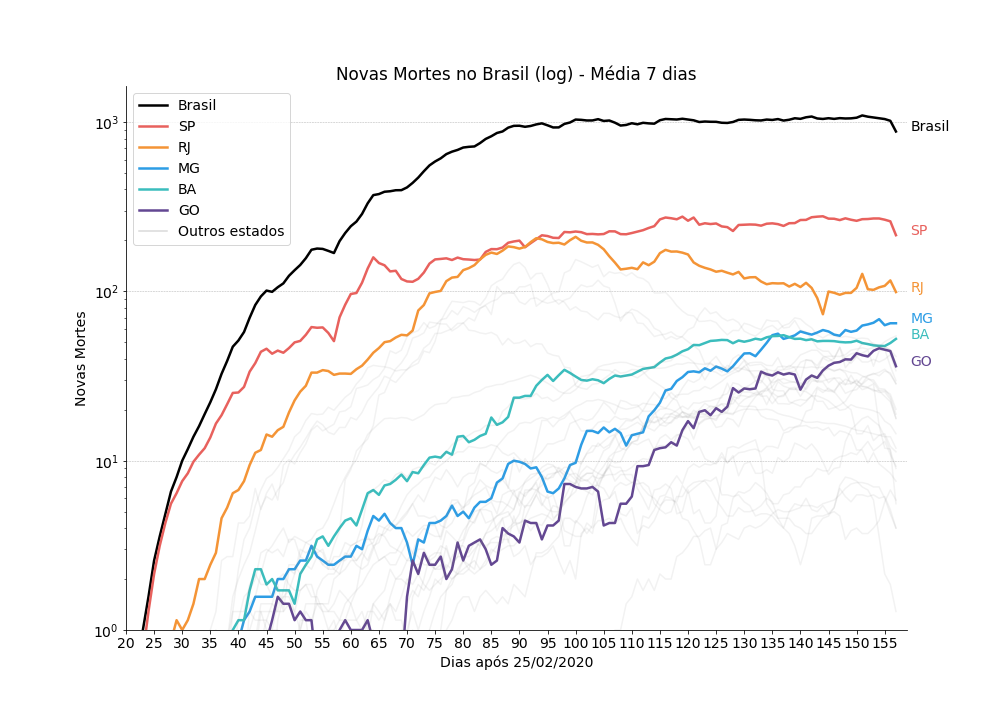 Novas Mortes no Brasil (log) - Média 7 dias
Brasil
SP
RJ
MG
BA
GO
Outros estados
10³
10²
10¹
10⁰
Novas Mortes
Brasil
SP
RJ
MG
BA
GO
20 25 30 35 40 45 50 55 60 65 70 75 80 85 90 95 100 105 110 115 120 125 130 135 140 145 150 155
Dias após 25/02/2020